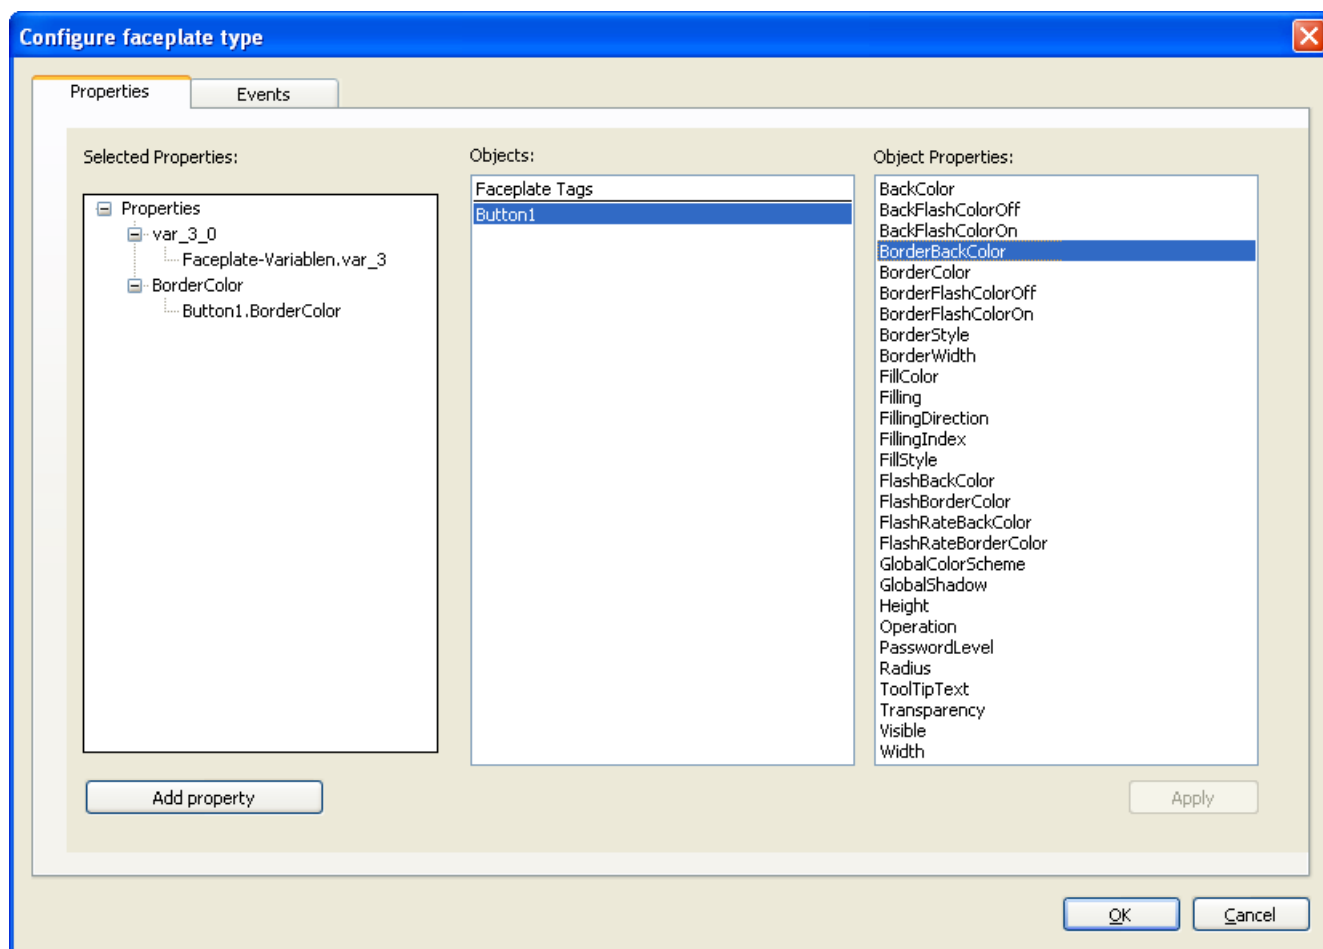 Configure faceplate type
Properties
Events
Selected Properties:
Properties
var_3_0
Faceplate-Variablen.var_3
BorderColor
Button1.BorderColor
Add property
Objects:
Faceplate Tags
Button1
Object Properties:
BackColor
BackFlashColorOff
BackFlashColorOn
BorderBackColor
BorderColor
BorderFlashColorOff
BorderFlashColorOn
BorderStyle
BorderWidth
FillColor
Filling
FillingDirection
FillingIndex
FillStyle
FlashBackColor
FlashBorderColor
FlashRateBackColor
FlashRateBorderColor
GlobalColorScheme
GlobalShadow
Height
Operation
PasswordLevel
Radius
ToolTipText
Transparency
Visible
Width
Apply
OK
Cancel